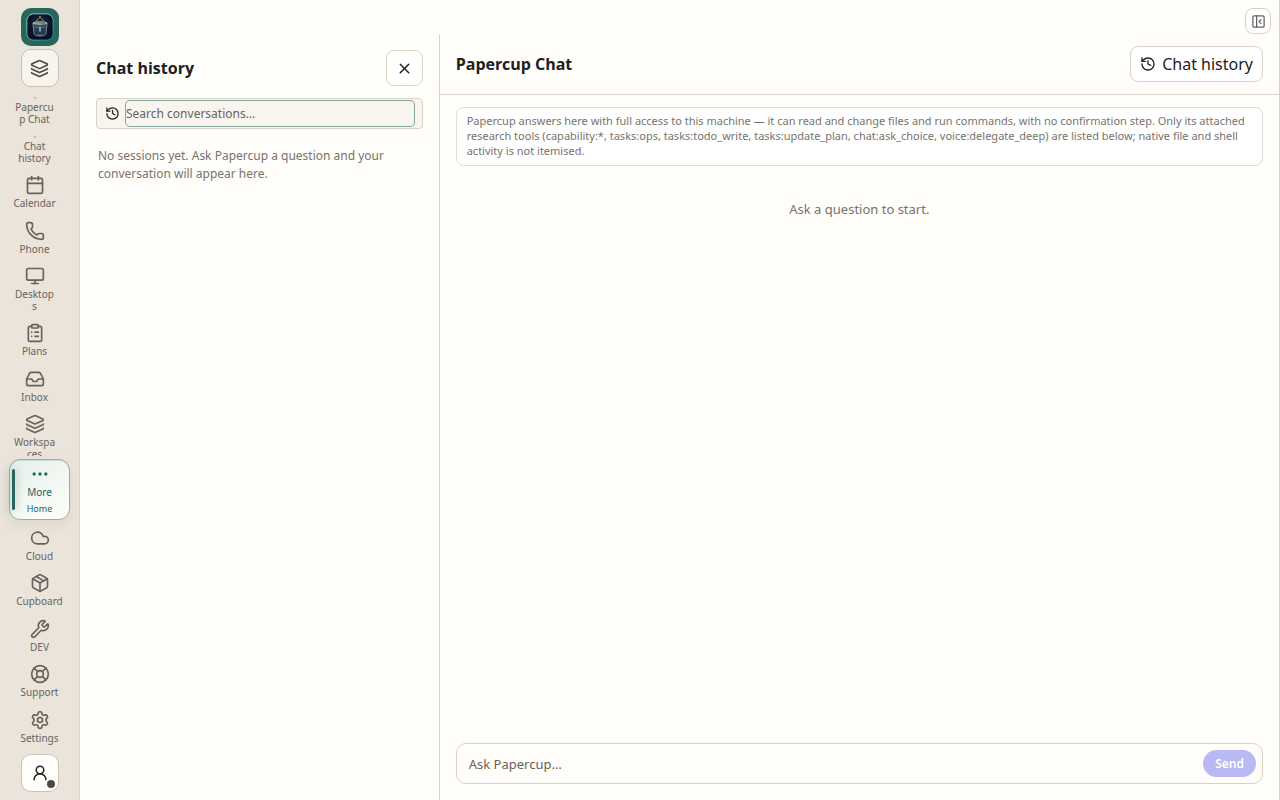 Papercu
p Chat
Chat
history
Calendar
Phone
Desktop
s
Plans
Inbox
Workspa
ces
More
Home
Cloud
Cupboard
DEV
Support
Settings
Chat history
Search conversations...
No sessions yet. Ask Papercup a question and your
conversation will appear here.
Papercup Chat
Chat history
Papercup answers here with full access to this machine — it can read and change files and run commands, with no confirmation step. Only its attached
research tools (capability:*, tasks:ops, tasks:todo_write, tasks:update_plan, chat:ask_choice, voice:delegate_deep) are listed below; native file and shell
activity is not itemised.
Ask a question to start.
Ask Papercup...
Send